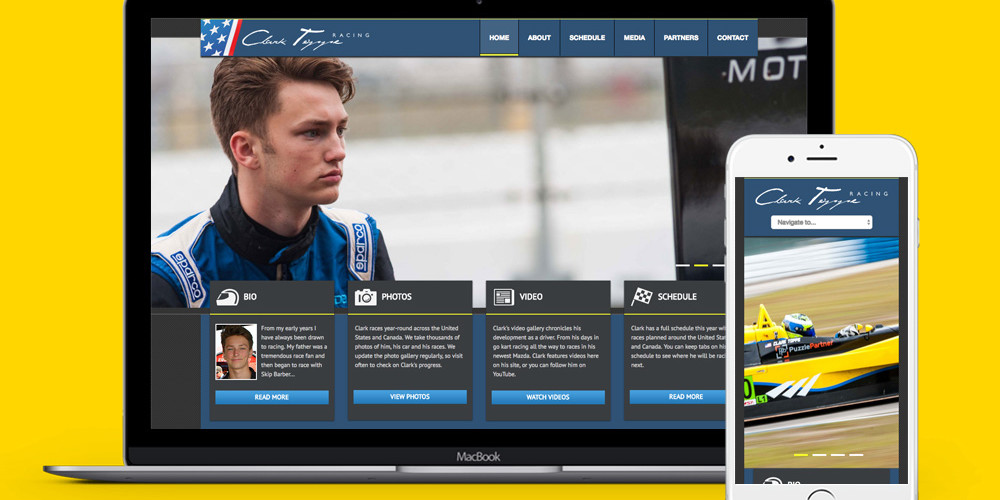 Clark Toppe RACING
HOME
ABOUT
SCHEDULE
MEDIA
PARTNERS
CONTACT
MOT
sparco
sparco
BIO
From my early years I
have always been drawn
to racing. My father was a
tremendous race fan and
then began to race with
Skip Barber...
READ MORE
PHOTOS
Clark races year-round across the United
States and Canada. We take thousands of
photos of him, his car and his races. We
update the photo gallery regularly, so visit
often to check on Clark's progress.
VIEW PHOTOS
VIDEO
Clark's video gallery chronicles his
development as a driver. From his days in
go kart racing all the way to races in his
newest Mazda. Clark features videos here
on his site, or you can follow him on
YouTube.
WATCH VIDEOS
SCHEDULE
Clark has a full schedule this year wi
races planned around the United Sta
and Canada. You can keep tabs on his
schedule to see where he will be raci
next.
READ MORE
MacBook
Clark Toppe RACING
Navigate to...
CLARK TOPPE
PuzzlePartner
L1
BIO